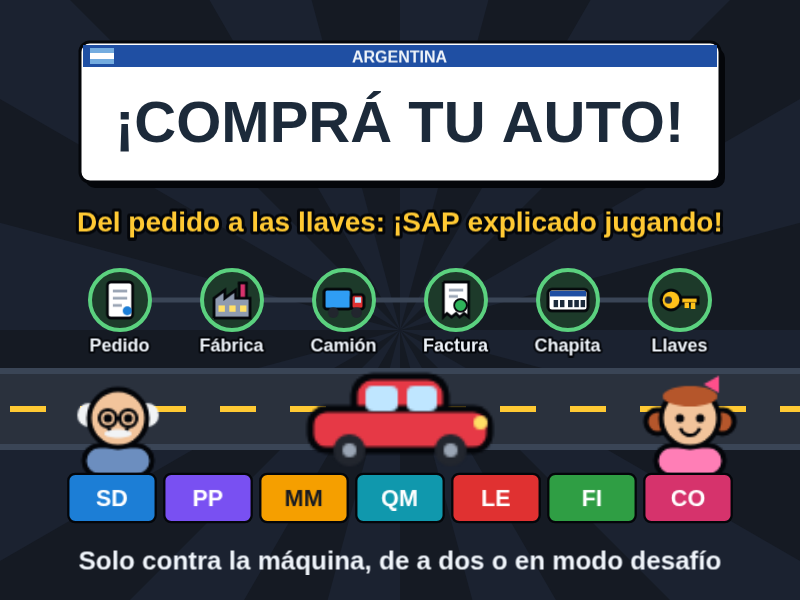 ARGENTINA
¡COMPRÁ TU AUTO!
Del pedido a las llaves: ¡SAP explicado jugando!
Pedido Fábrica Camión Factura Chapita Llaves
SD PP MM QM LE FI CO
Solo contra la máquina, de a dos o en modo desafío